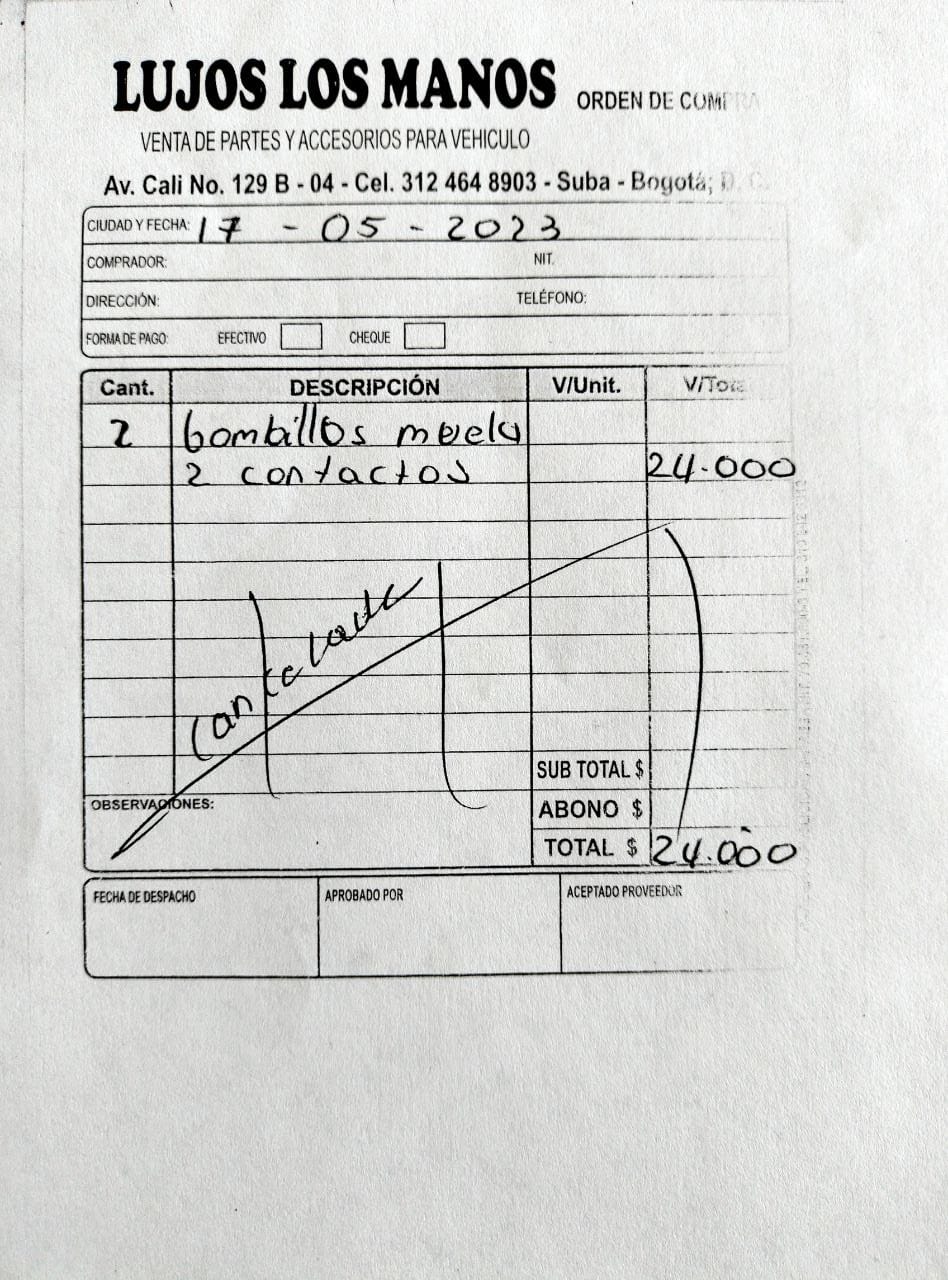 LUJOS LOS MANOS
ORDEN DE COMPRA
VENTA DE PARTES Y ACCESORIOS PARA VEHICULO
Av. Cali No. 129 B - 04 - Cel. 312 464 8903 - Suba - Bogotá; D. C.
CIUDAD Y FECHA: 17 - 05 - 2023
COMPRADOR: NIT.
DIRECCIÓN: TELÉFONO:
FORMA DE PAGO: EFECTIVO CHEQUE
Cant. DESCRIPCIÓN V/Unit. V/Total
2 bombillos muela
2 contactos 24.000
Cancelado
SUB TOTAL $
OBSERVACIONES: ABONO $
TOTAL $ 24.000
FECHA DE DESPACHO APROBADO POR ACEPTADO PROVEEDOR